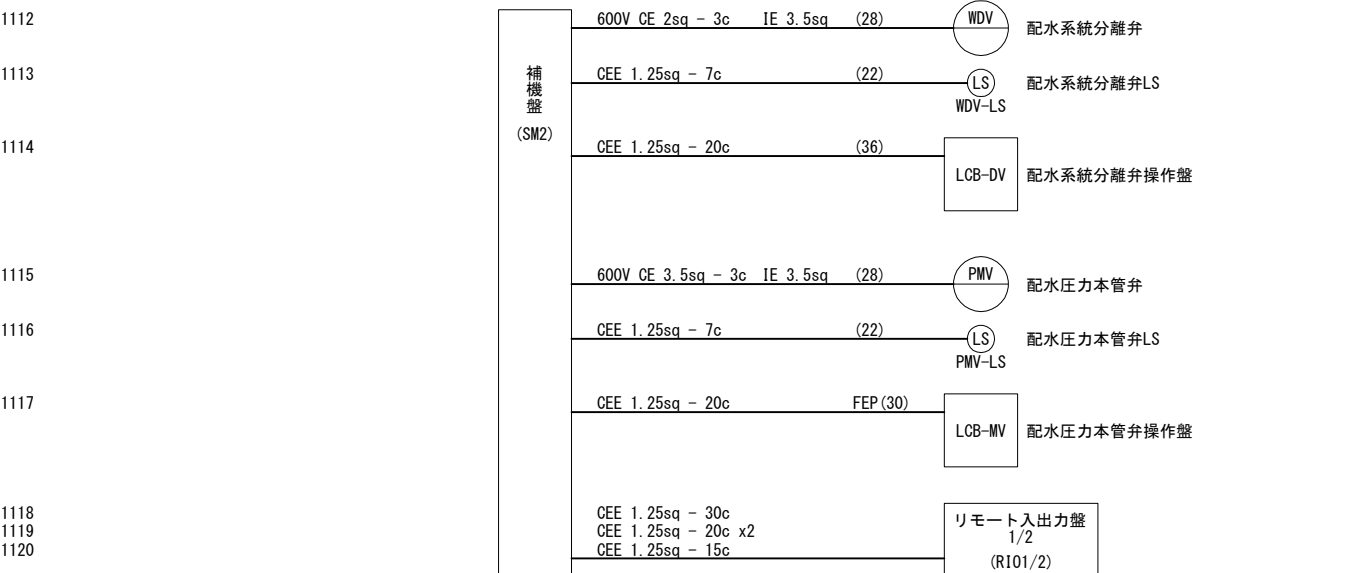 1112
600V CE 2sq - 3c IE 3.5sq (28)
WDV
配水系統分離弁
1113
補機盤
(SM2)
CEE 1.25sq - 7c (22)
LS
WDV-LS
配水系統分離弁LS
1114
CEE 1.25sq - 20c (36)
LCB-DV
配水系統分離弁操作盤
1115
600V CE 3.5sq - 3c IE 3.5sq (28)
PMV
配水圧力本管弁
1116
CEE 1.25sq - 7c (22)
LS
PMV-LS
配水圧力本管弁LS
1117
CEE 1.25sq - 20c FEP(30)
LCB-MV
配水圧力本管弁操作盤
1118
CEE 1.25sq - 30c
1119
CEE 1.25sq - 20c x2
1120
CEE 1.25sq - 15c
リモート入出力盤
1/2
(RIO1/2)